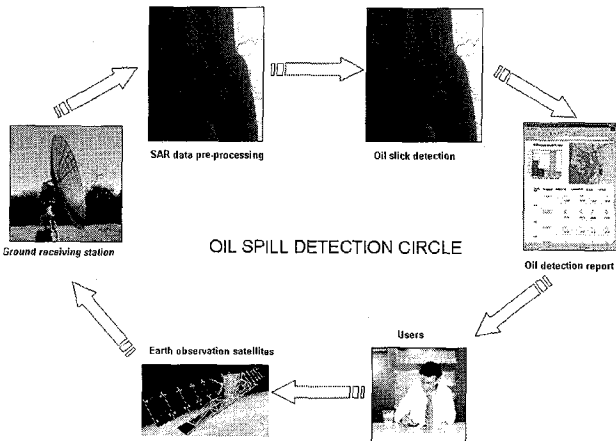 SAR data pre-processing
Oil slick detection
Ground receiving station
OIL SPILL DETECTION CIRCLE
Oil detection report
Users
Earth observation satellites